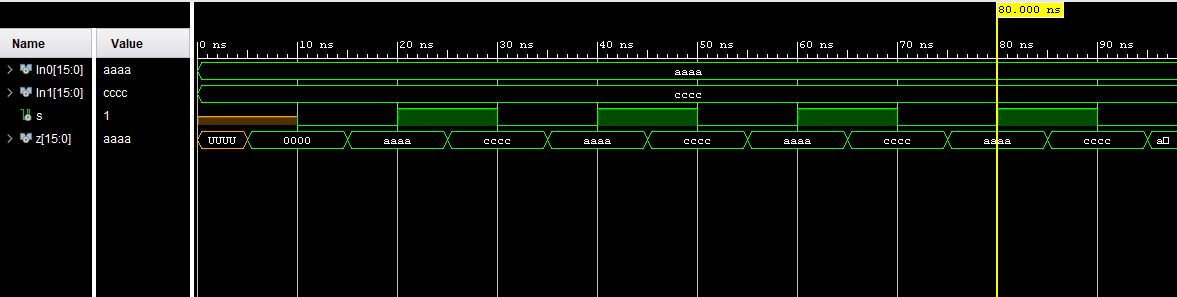 80.000 ns
Name Value
0 ns 10 ns 20 ns 30 ns 40 ns 50 ns 60 ns 70 ns 80 ns 90 ns
In0[15:0] aaaa aaaa
In1[15:0] cccc cccc
s 1
z[15:0] aaaa UUUU 0000 aaaa cccc aaaa cccc aaaa cccc aaaa cccc a